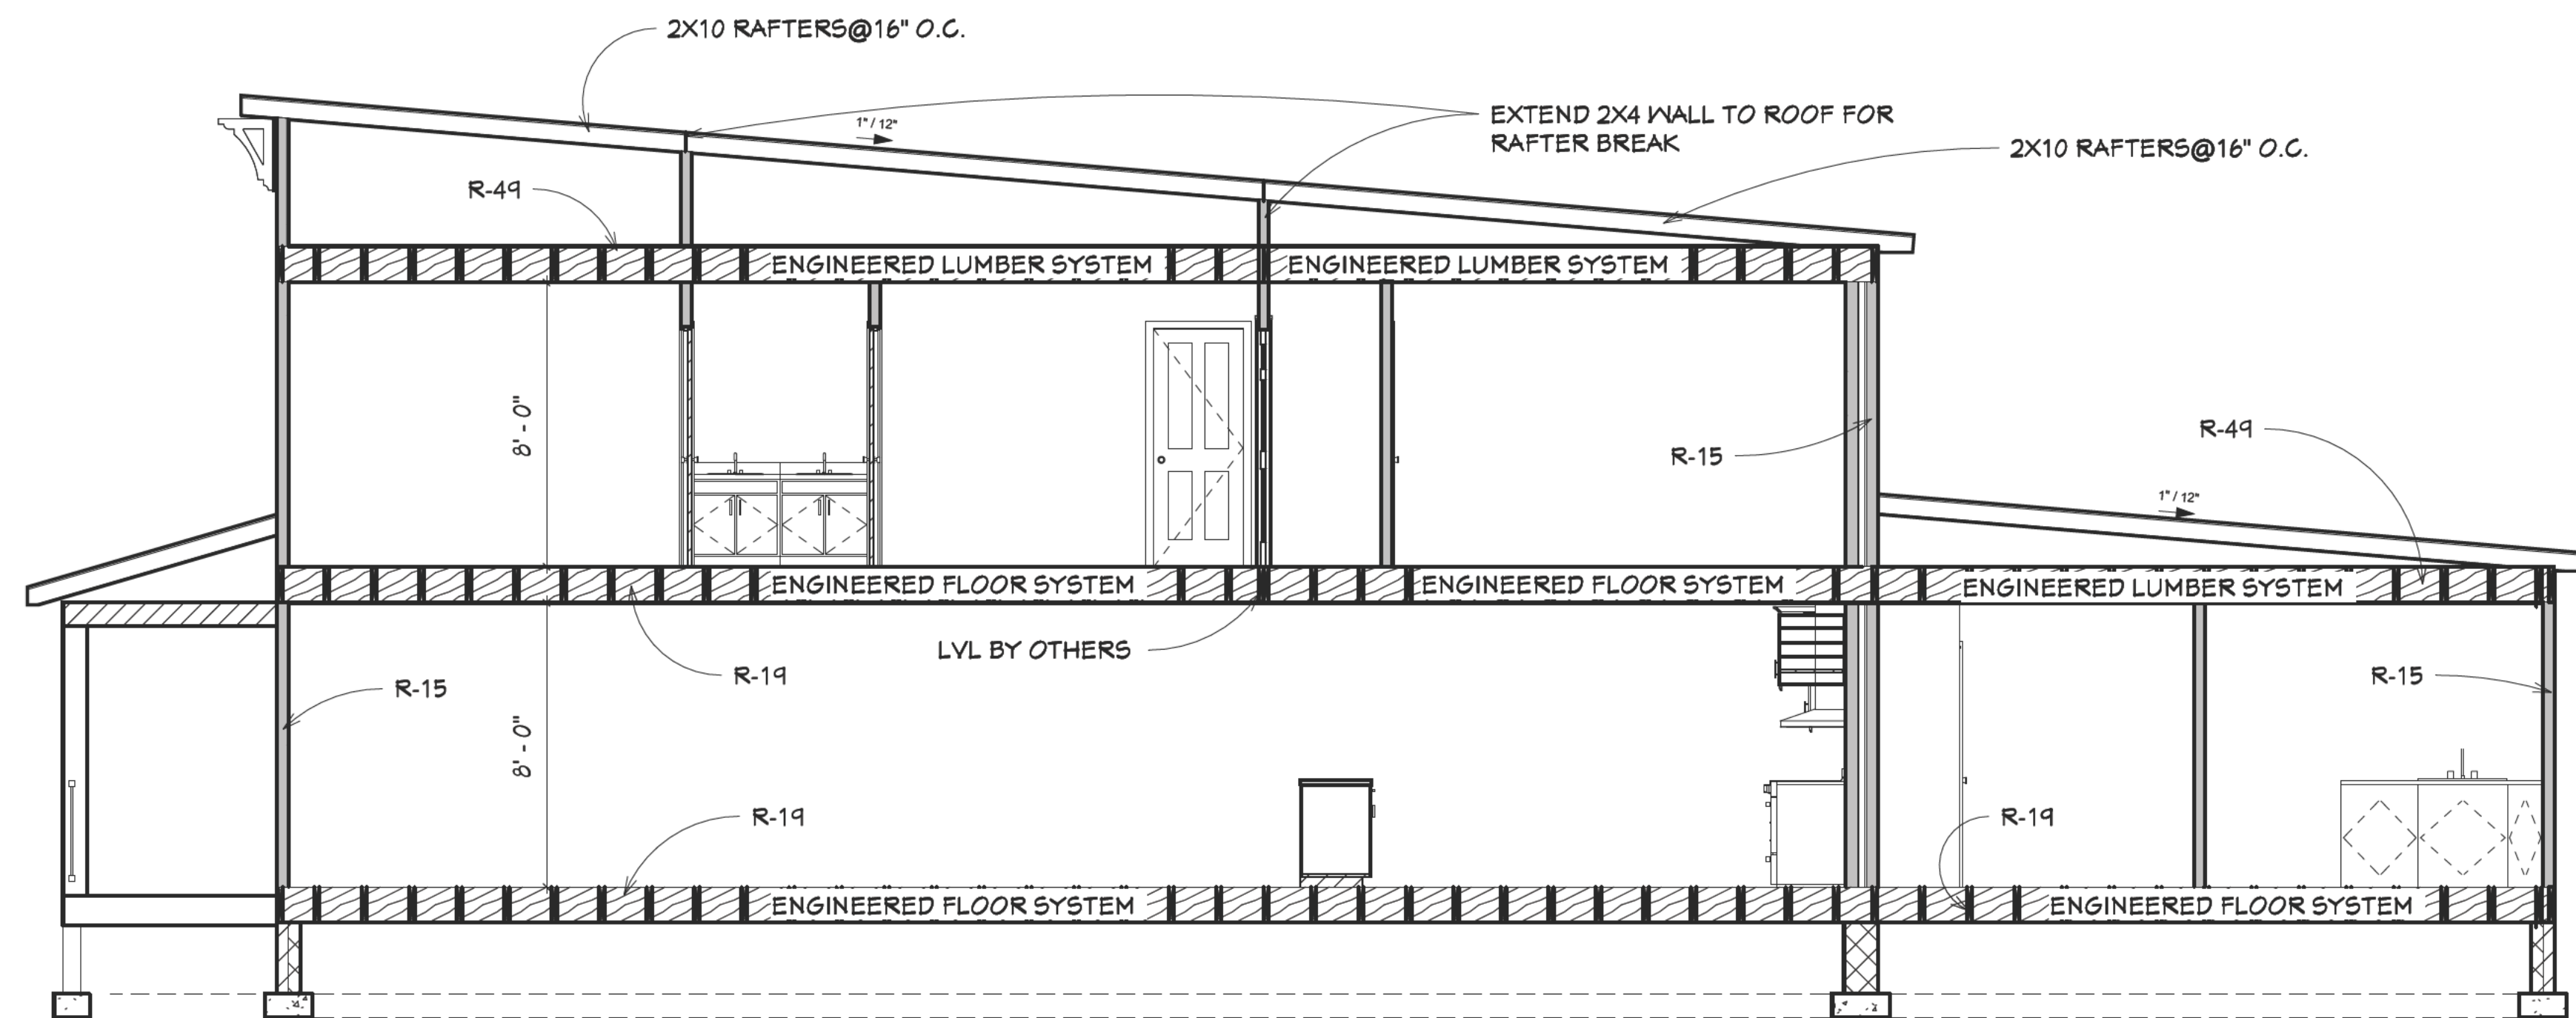 2X10 RAFTERS@16" O.C.
EXTEND 2X4 WALL TO ROOF FOR
RAFTER BREAK
1" / 12"
2X10 RAFTERS@16" O.C.
R-49
ENGINEERED LUMBER SYSTEM
ENGINEERED LUMBER SYSTEM
8' - 0"
R-15
R-49
1" / 12"
ENGINEERED FLOOR SYSTEM
ENGINEERED FLOOR SYSTEM
ENGINEERED LUMBER SYSTEM
LVL BY OTHERS
R-19
R-15
R-15
8' - 0"
R-19
R-19
ENGINEERED FLOOR SYSTEM
ENGINEERED FLOOR SYSTEM